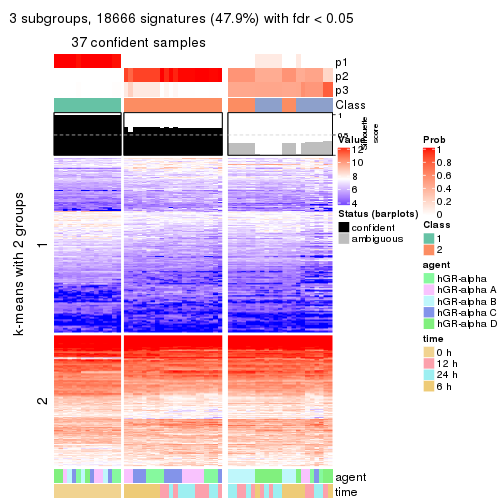 3 subgroups, 18666 signatures (47.9%) with fdr < 0.05
37 confident samples
p1
p2
p3
Class
1
0.5
Silhouette
score
k-means with 2 groups
1
2
Value
12
10
8
6
4
Status (barplots)
confident
ambiguous
Prob
1
0.8
0.6
0.4
0.2
0
Class
1
2
agent
hGR-alpha
hGR-alpha A
hGR-alpha B
hGR-alpha C
hGR-alpha D
time
0 h
12 h
24 h
6 h
agent
time